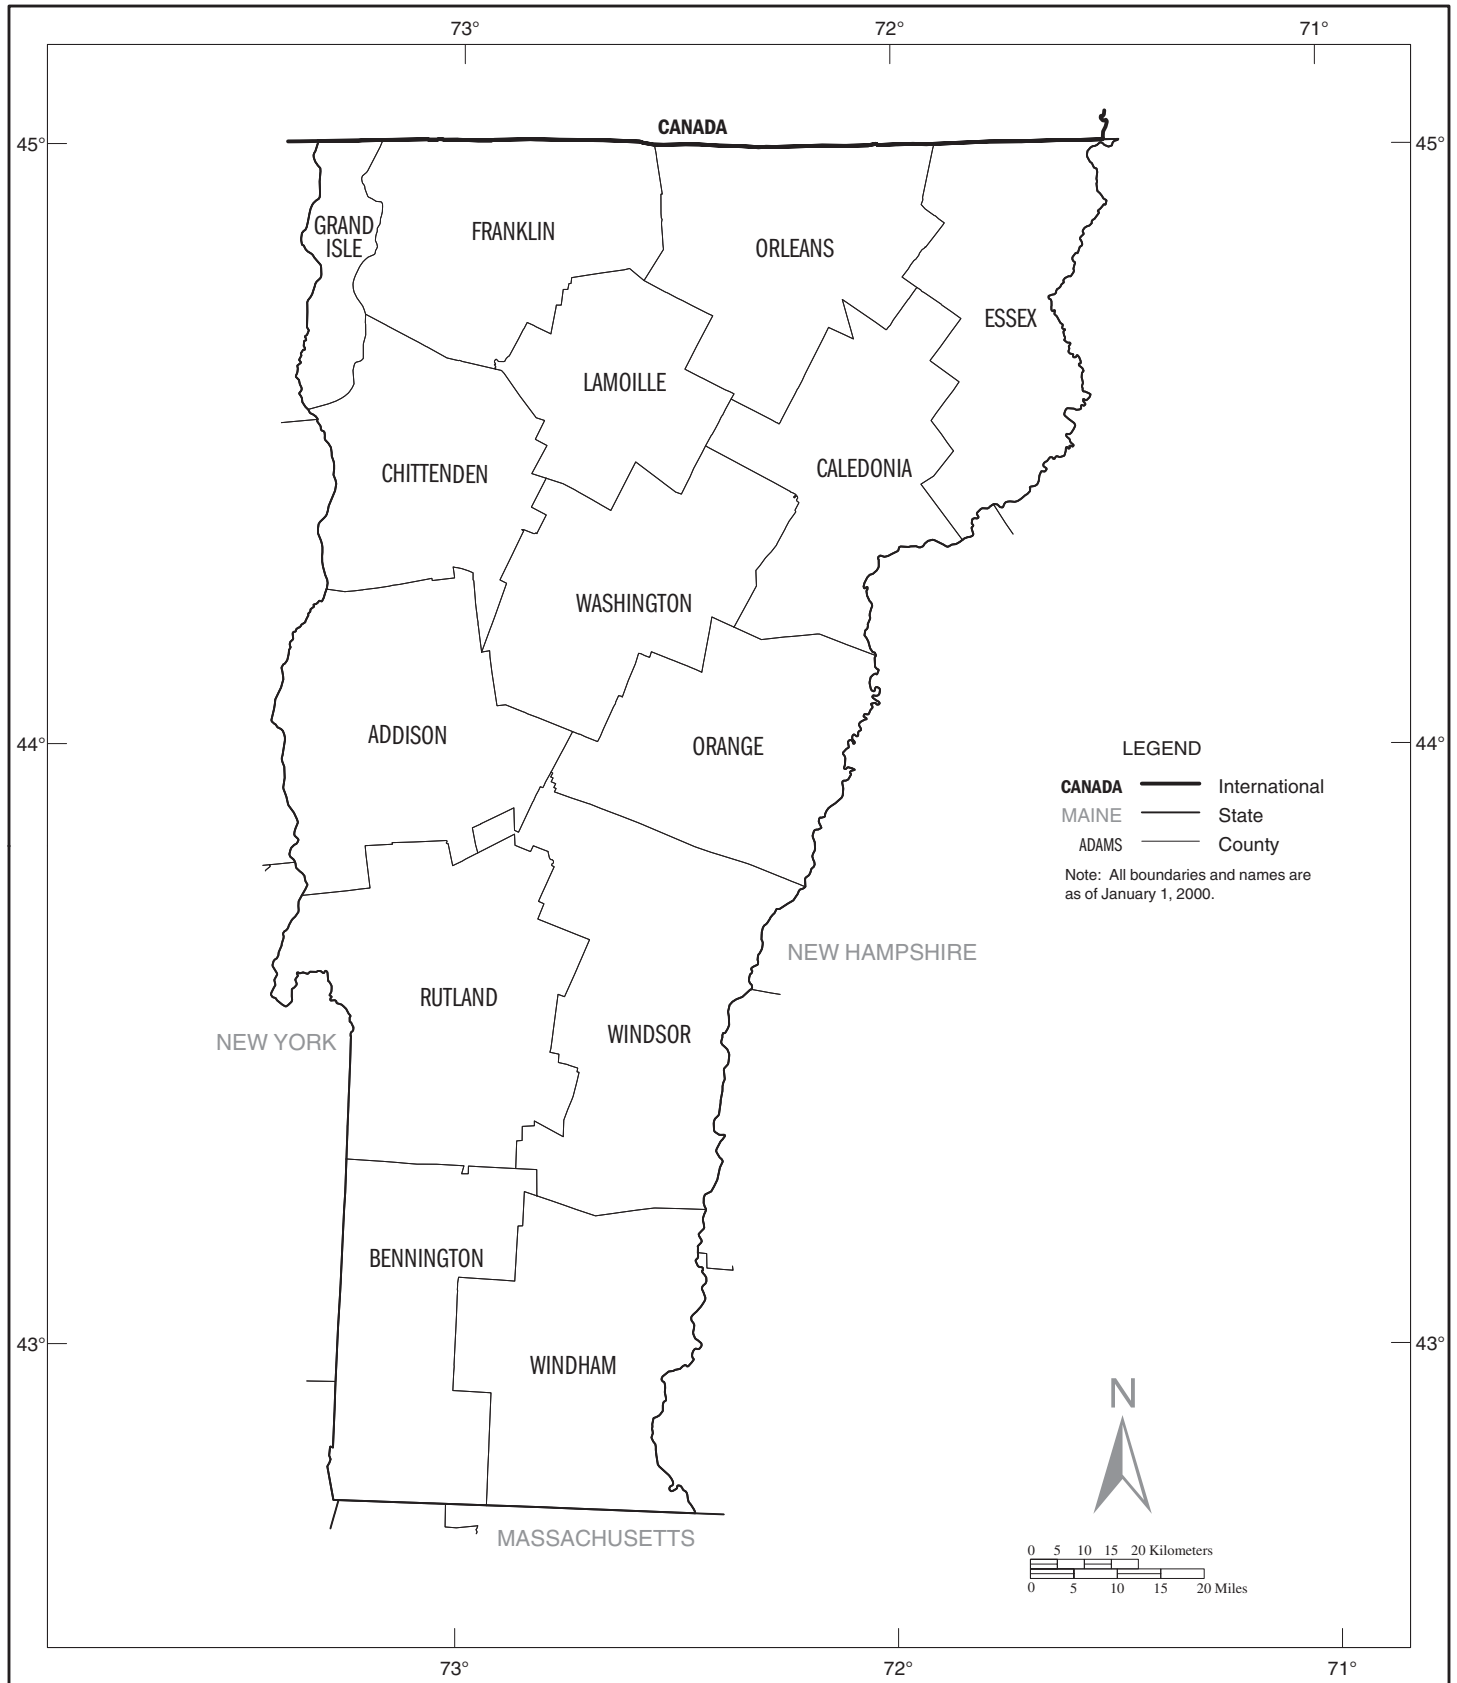 73° 72° 71°
CANADA
45° 45°
GRAND
ISLE
FRANKLIN
ORLEANS
ESSEX
LAMOILLE
CHITTENDEN
CALEDONIA
WASHINGTON
ADDISON
ORANGE
44° 44°
LEGEND
CANADA International
MAINE State
ADAMS County
Note: All boundaries and names are
as of January 1, 2000.
NEW HAMPSHIRE
RUTLAND
WINDSOR
NEW YORK
BENNINGTON
43° 43°
WINDHAM
N
MASSACHUSETTS
0 5 10 15 20 Kilometers
0 5 10 15 20 Miles
73° 72° 71°